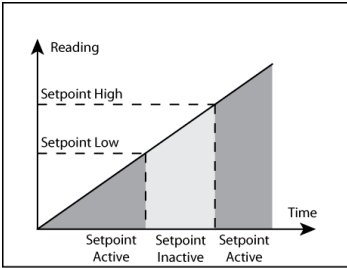 Reading
Setpoint High
Setpoint Low
Time
Setpoint Setpoint Setpoint
Active Inactive Active